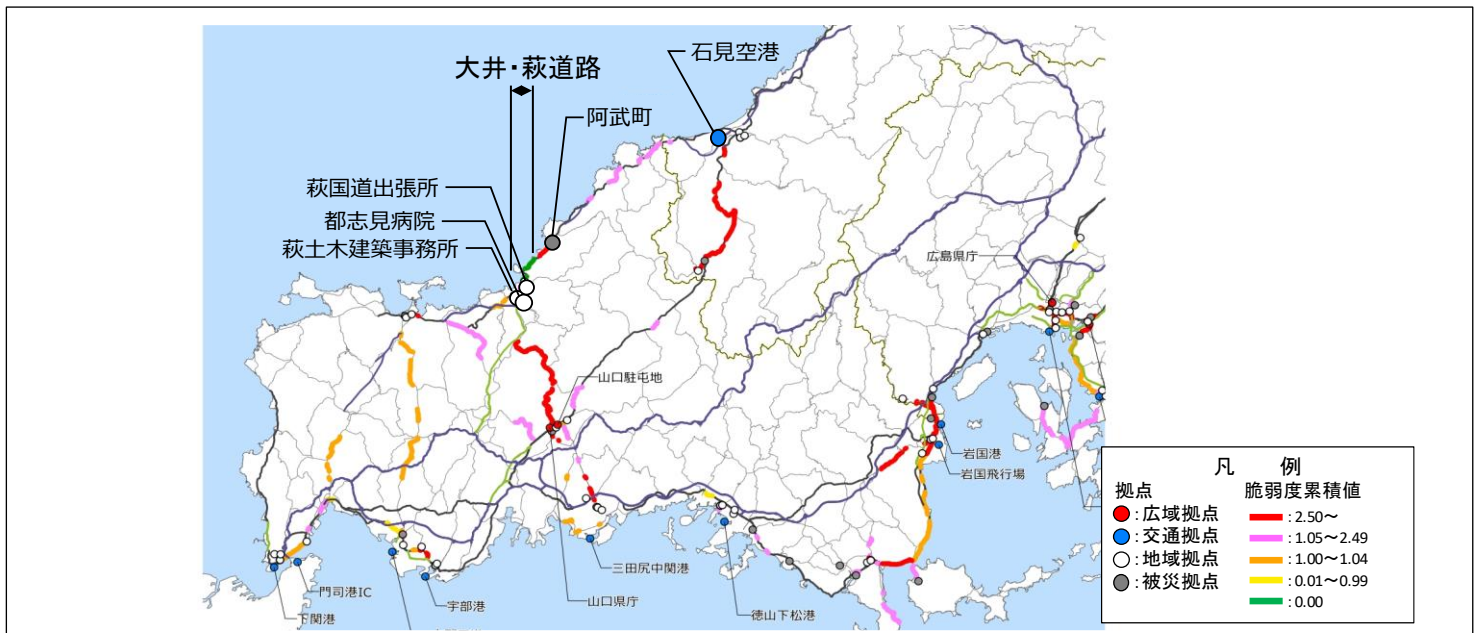 石見空港
大井・萩道路
阿武町
萩国道出張所
都志見病院
萩土木建築事務所
広島県庁
山口駐屯地
岩国港
岩国飛行場
三田尻中関港
山口県庁
徳山下松港
門司港IC
宇部港
下関港
凡 例
拠点
脆弱度累積値
:広域拠点
:2.50～
:交通拠点
:1.05～2.49
:地域拠点
:1.00～1.04
:被災拠点
:0.01～0.99
:0.00